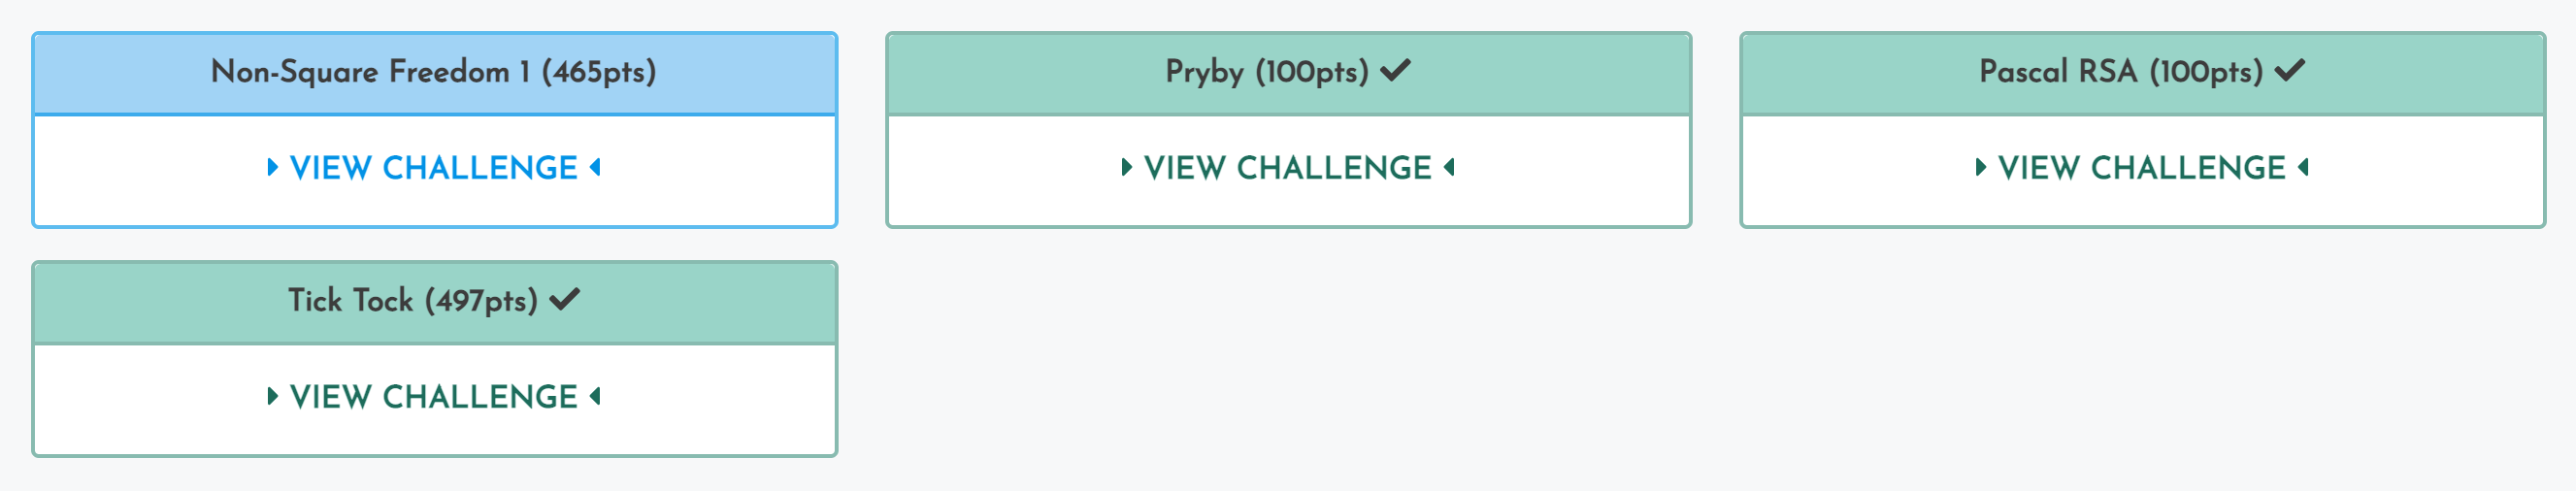 Non-Square Freedom 1 (465pts)
VIEW CHALLENGE
Pryby (100pts)
VIEW CHALLENGE
Pascal RSA (100pts)
VIEW CHALLENGE
Tick Tock (497pts)
VIEW CHALLENGE